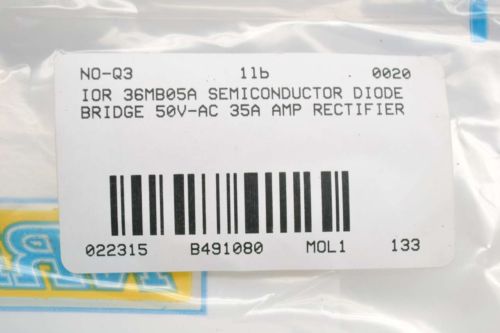 NO-Q3 1lb 0020
IOR 36MB05A SEMICONDUCTOR DIODE
BRIDGE 50V-AC 35A AMP RECTIFIER
022315 B491080 MOL1 133